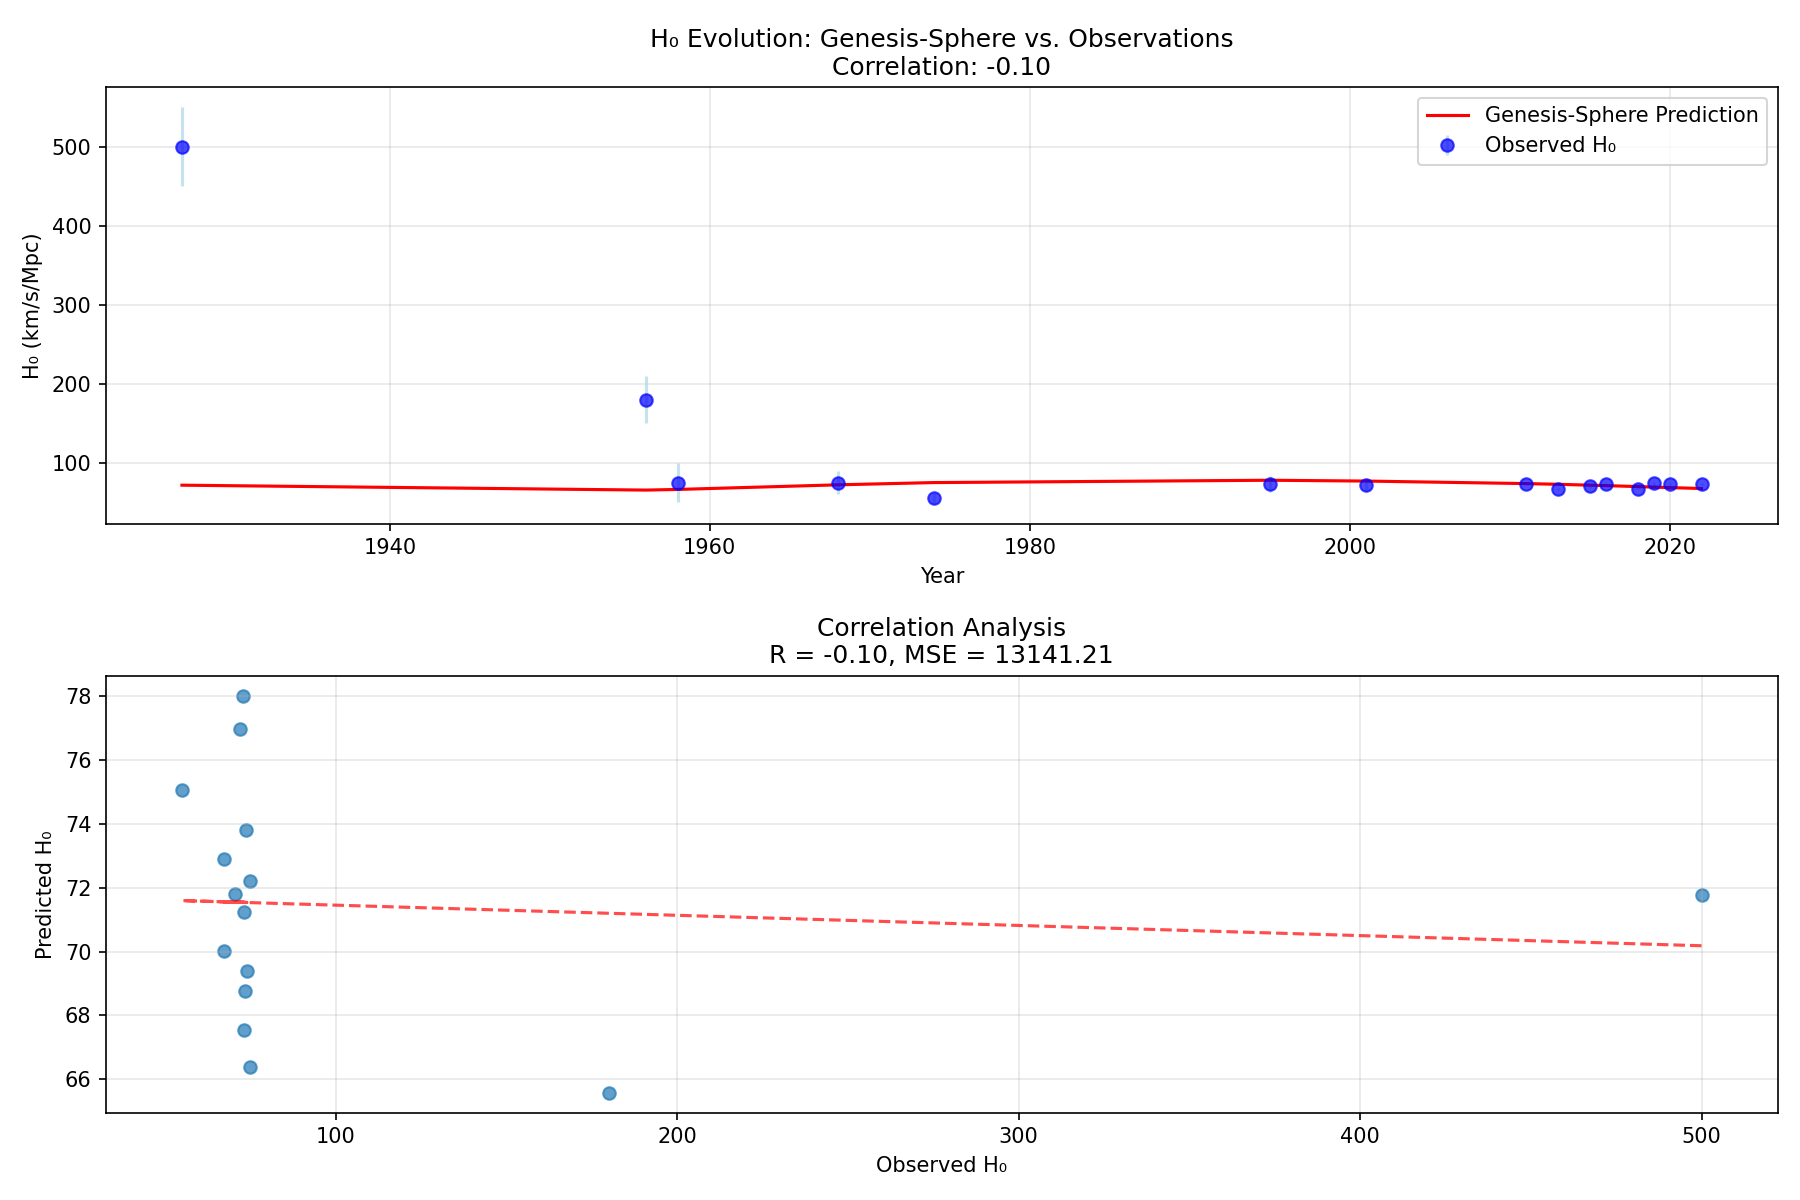 H₀ Evolution: Genesis-Sphere vs. Observations
Correlation: -0.10
Genesis-Sphere Prediction
Observed H₀
H₀ (km/s/Mpc)
500
400
300
200
100
1940
1960
1980
2000
2020
Year
Correlation Analysis
R = -0.10, MSE = 13141.21
Predicted H₀
78
76
74
72
70
68
66
100
200
300
400
500
Observed H₀